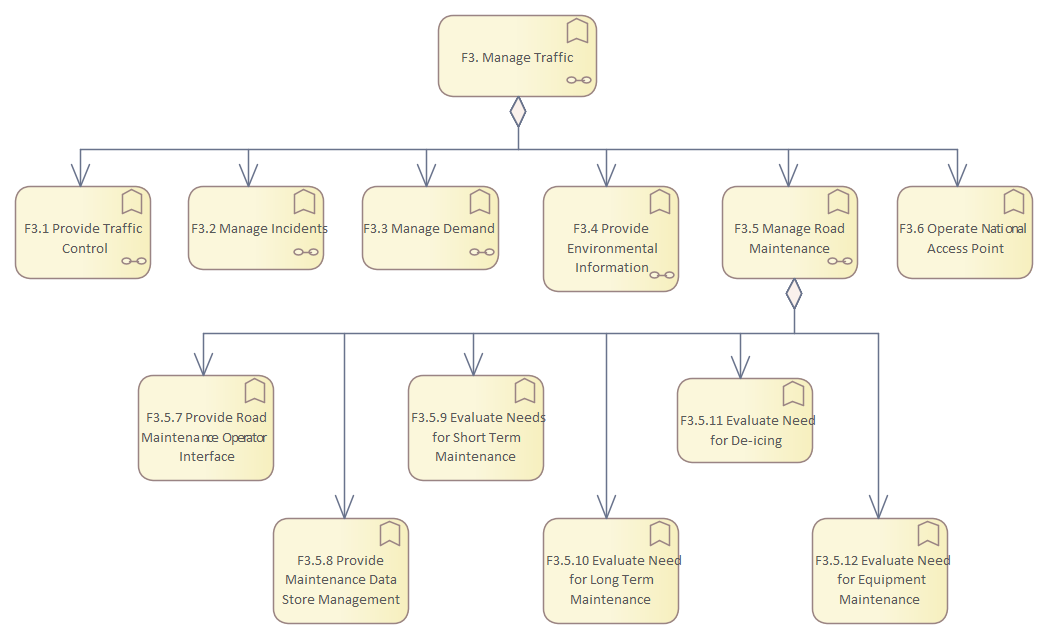 F3. Manage Traffic
F3.1 Provide Traffic
Control
F3.2 Manage Incidents
F3.3 Manage Demand
F3.4 Provide
Environmental
Information
F3.5 Manage Road
Maintenance
F3.6 Operate National
Access Point
F3.5.7 Provide Road
Maintenance Operator
Interface
F3.5.9 Evaluate Needs
for Short Term
Maintenance
F3.5.11 Evaluate Need
for De-icing
F3.5.8 Provide
Maintenance Data
Store Management
F3.5.10 Evaluate Need
for Long Term
Maintenance
F3.5.12 Evaluate Need
for Equipment
Maintenance